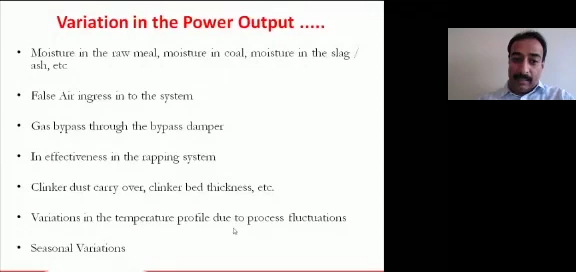 Variation in the Power Output .....
• Moisture in the raw meal, moisture in coal, moisture in the slag /
ash, etc
• False Air ingress in to the system
• Gas bypass through the bypass damper
• In effectiveness in the rapping system
• Clinker dust carry over, clinker bed thickness, etc.
• Variations in the temperature profile due to process fluctuations
• Seasonal Variations